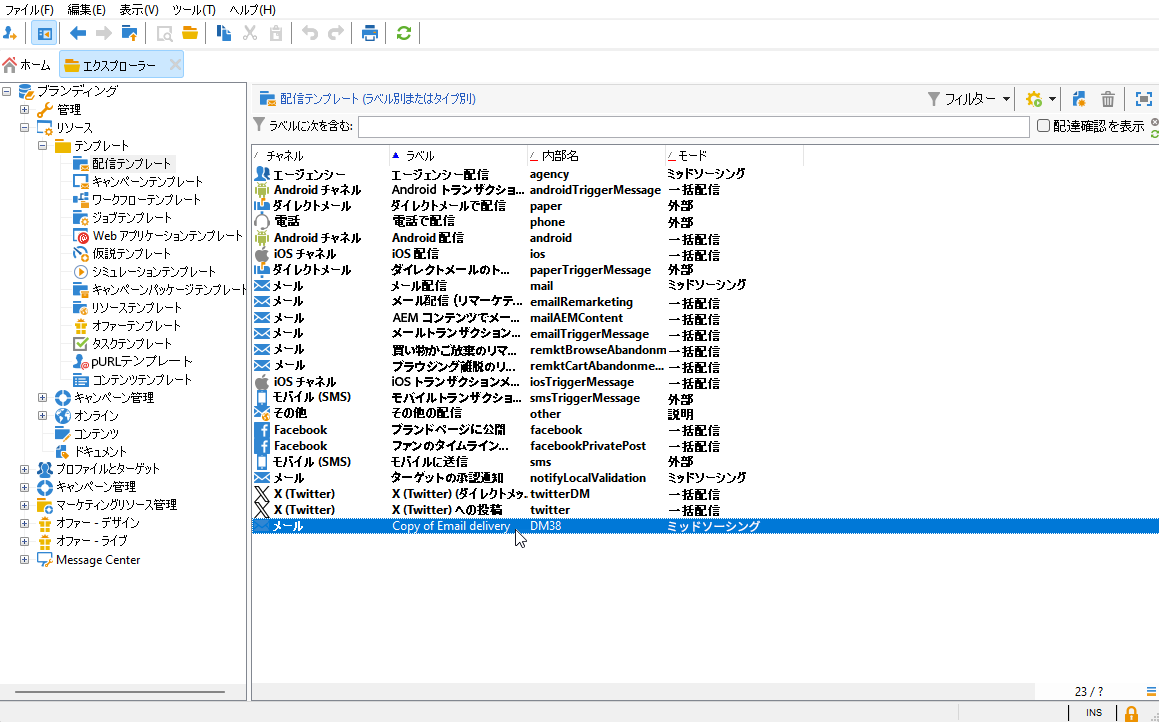 ファイル(F) 編集(E) 表示(V) ツール(T) ヘルプ(H)
ホーム エクスプローラー
ブランディング
管理
リソース
テンプレート
配信テンプレート
キャンペーンテンプレート
ワークフローテンプレート
ジョブテンプレート
Web アプリケーションテンプレート
仮説テンプレート
シミュレーションテンプレート
キャンペーンパッケージテンプレート
リソーステンプレート
オファーテンプレート
タスクテンプレート
pURLテンプレート
コンテンツテンプレート
キャンペーン管理
オンライン
コンテンツ
ドキュメント
プロファイルとターゲット
キャンペーン管理
マーケティングリソース管理
オファー - デザイン
オファー - ライブ
Message Center
配信テンプレート (ラベル別またはタイプ別) フィルター
ラベルに次を含む: 配達確認を表示
チャネル ラベル 内部名 モード
エージェンシー エージェンシー配信 agency ミッドソーシング
Android チャネル Android トランザクショ... androidTriggerMessage 一括配信
ダイレクトメール ダイレクトメールで配信 paper 外部
電話 電話で配信 phone 外部
Android チャネル Android 配信 android 一括配信
iOS チャネル iOS 配信 ios 一括配信
ダイレクトメール ダイレクトメールのト... paperTriggerMessage 外部
メール メール配信 mail ミッドソーシング
メール メール配信 (リマーケテ... emailRemarketing 一括配信
メール AEM コンテンツでメー... mailAEMContent 一括配信
メール メールトランザクション... emailTriggerMessage 一括配信
メール 買い物かご放棄のリマ... remktBrowseAbandonm... 一括配信
メール ブラウジング離脱のリ... remktCartAbandonme... 一括配信
iOS チャネル iOS トランザクションメ... iosTriggerMessage 一括配信
モバイル (SMS) モバイルトランザクショ... smsTriggerMessage 外部
その他 その他の配信 other 説明
Facebook ブランドページに公開 facebook 一括配信
Facebook ファンのタイムライン... facebookPrivatePost 一括配信
モバイル (SMS) モバイルに送信 sms 外部
メール ターゲットの承認通知 notifyLocalValidation ミッドソーシング
X (Twitter) X (Twitter) (ダイレクトメッ... twitterDM 一括配信
X (Twitter) X (Twitter) への投稿 twitter 一括配信
メール Copy of Email delivery DM38 ミッドソーシング
23 / ?
INS